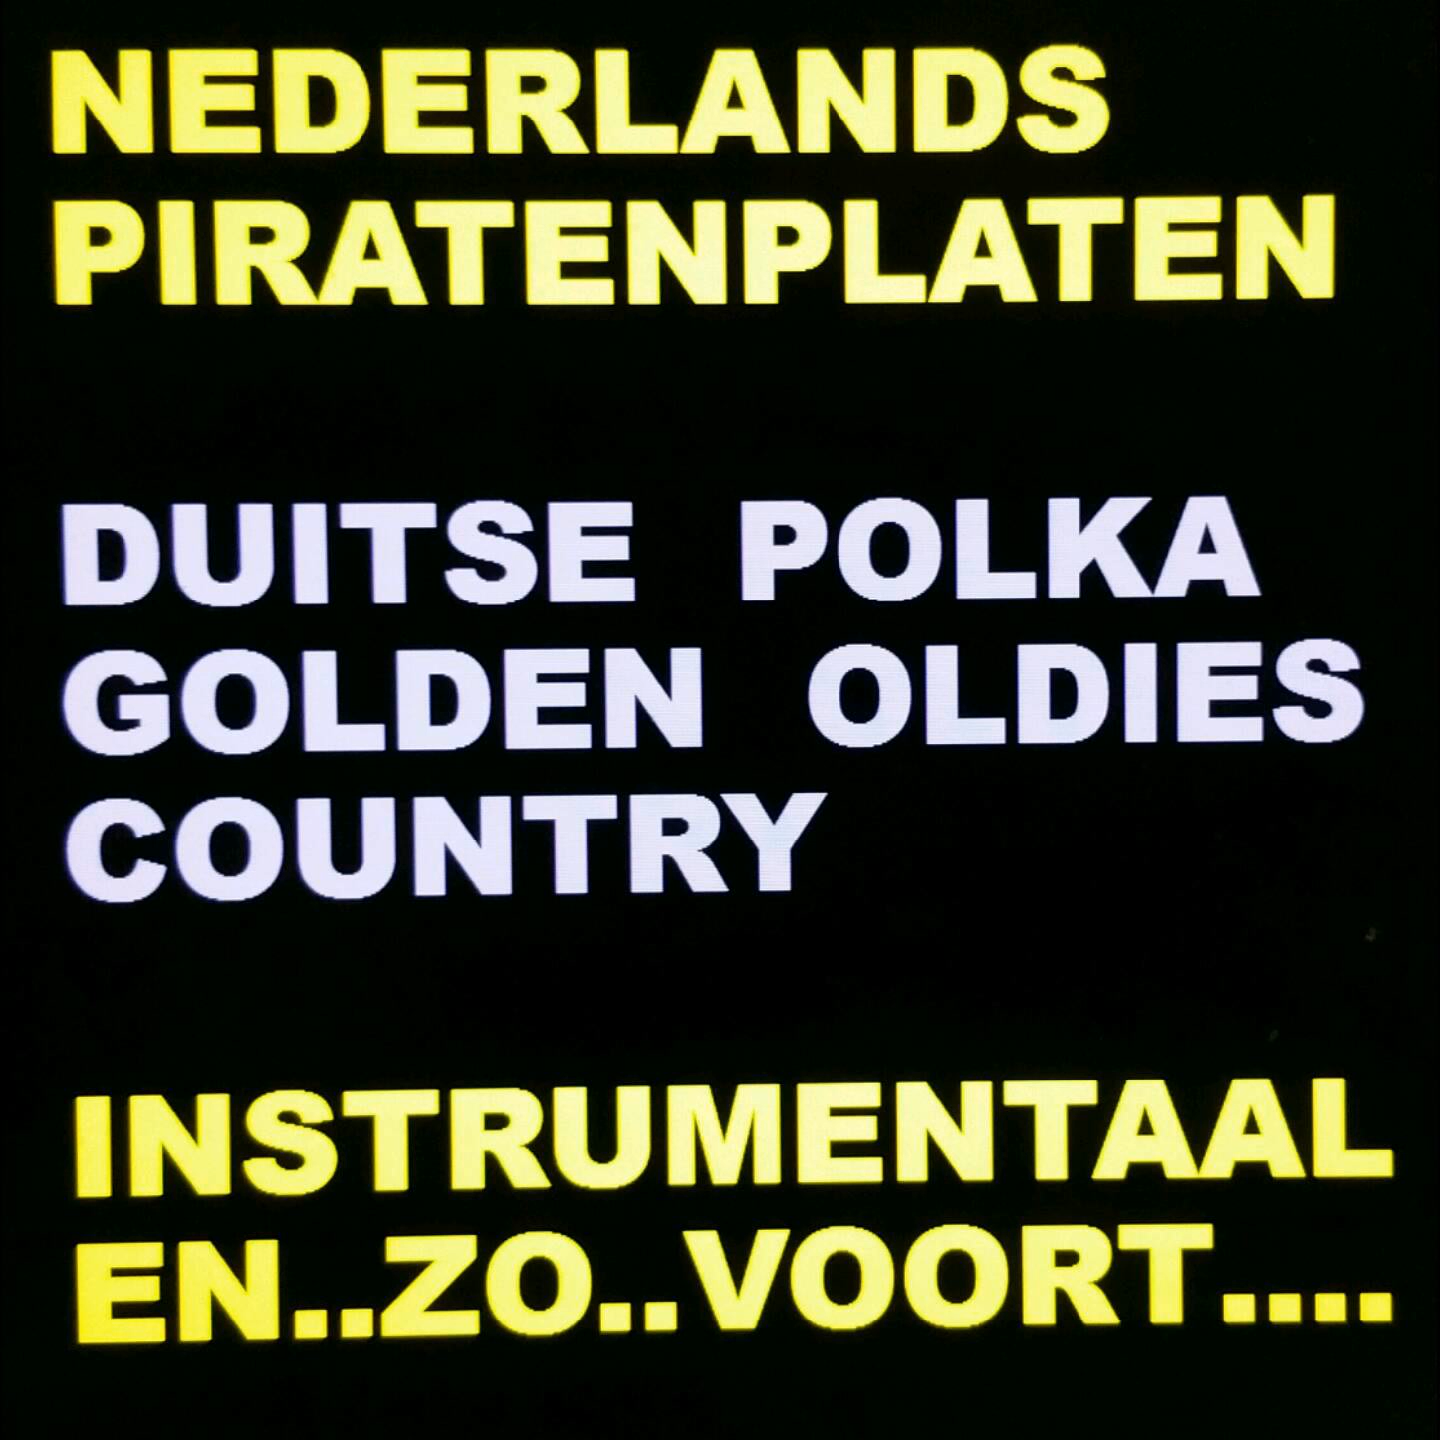 NEDERLANDS
PIRATENPLATEN
DUITSE POLKA
GOLDEN OLDIES
COUNTRY
INSTRUMENTAAL
EN..ZO..VOORT....